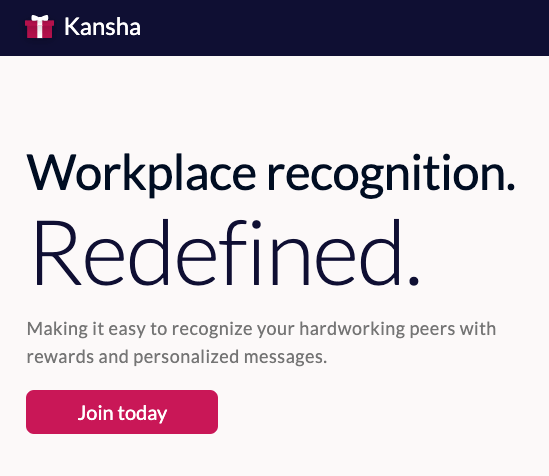 Kansha
Workplace recognition.
Redefined.
Making it easy to recognize your hardworking peers with
rewards and personalized messages.
Join today